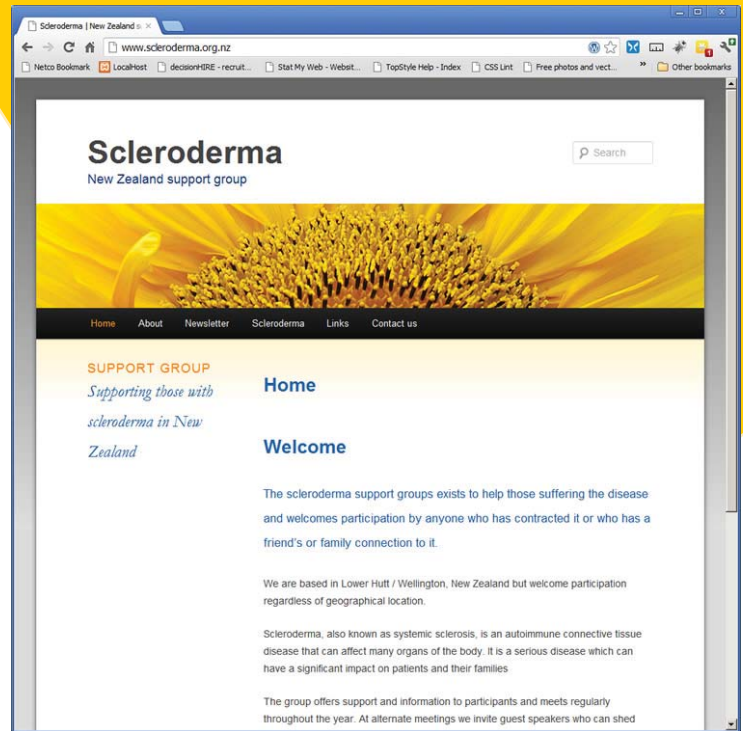 Scleroderma | New Zealand s
www.scleroderma.org.nz
Netco Bookmark LocalHost decisionHIRE - recruit... Stat My Web - Websit... TopStyle Help - Index CSS Lint Free photos and vect... » Other bookmarks
Scleroderma
Search
New Zealand support group
Home About Newsletter Scleroderma Links Contact us
SUPPORT GROUP
Supporting those with
scleroderma in New
Zealand
Home
Welcome
The scleroderma support groups exists to help those suffering the disease
and welcomes participation by anyone who has contracted it or who has a
friend's or family connection to it.
We are based in Lower Hutt / Wellington, New Zealand but welcome participation
regardless of geographical location.
Scleroderma, also known as systemic sclerosis, is an autoimmune connective tissue
disease that can affect many organs of the body. It is a serious disease which can
have a significant impact on patients and their families
The group offers support and information to participants and meets regularly
throughout the year. At alternate meetings we invite guest speakers who can shed